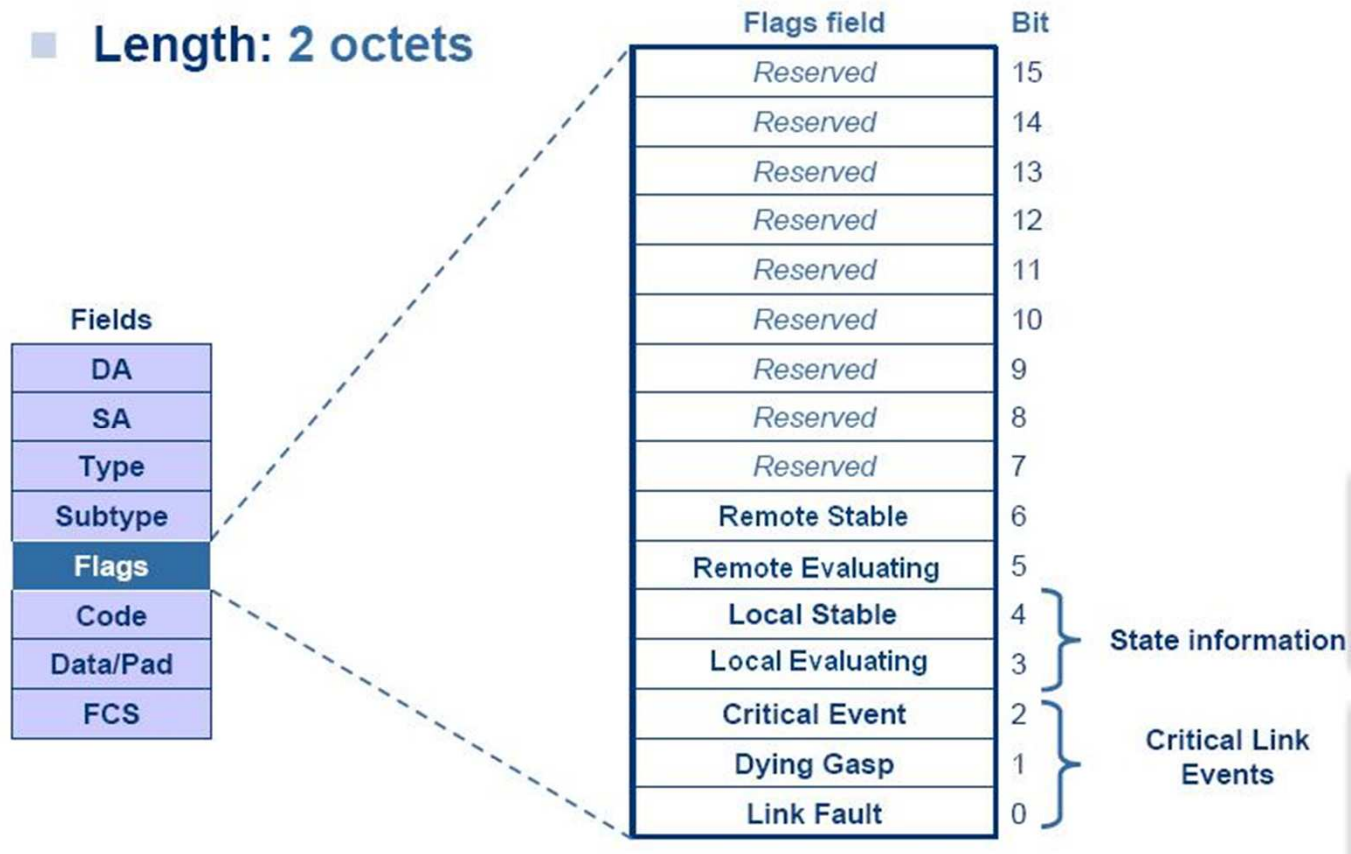 Length: 2 octets
Flags field Bit
Reserved 15
Reserved 14
Reserved 13
Reserved 12
Reserved 11
Reserved 10
Reserved 9
Reserved 8
Reserved 7
Remote Stable 6
Remote Evaluating 5
Local Stable 4
Local Evaluating 3
Critical Event 2
Dying Gasp 1
Link Fault 0
State information
Critical Link
Events
Fields
DA
SA
Type
Subtype
Flags
Code
Data/Pad
FCS